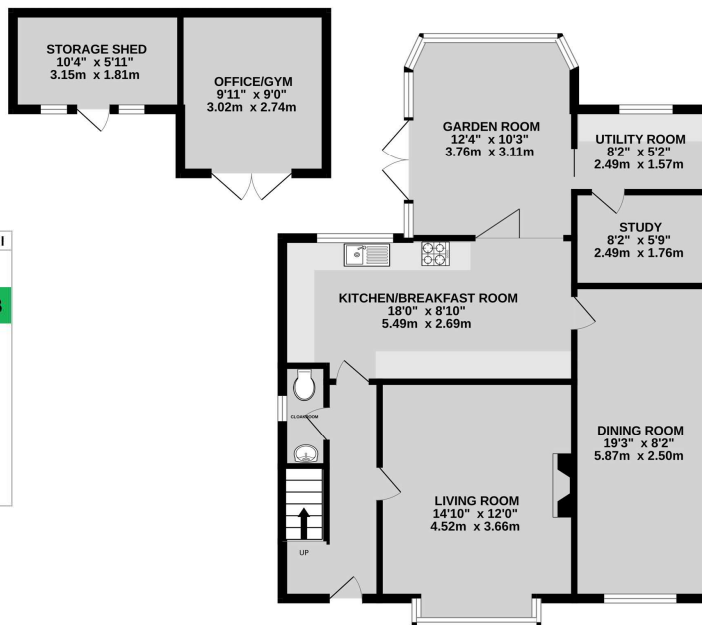 STORAGE SHED
10'4" x 5'11"
3.15m x 1.81m
OFFICE/GYM
9'11" x 9'0"
3.02m x 2.74m
GARDEN ROOM
12'4" x 10'3"
3.76m x 3.11m
UTILITY ROOM
8'2" x 5'2"
2.49m x 1.57m
STUDY
8'2" x 5'9"
2.49m x 1.76m
KITCHEN/BREAKFAST ROOM
18'0" x 8'10"
5.49m x 2.69m
CLOAKROOM
DINING ROOM
19'3" x 8'2"
5.87m x 2.50m
LIVING ROOM
14'10" x 12'0"
4.52m x 3.66m
UP